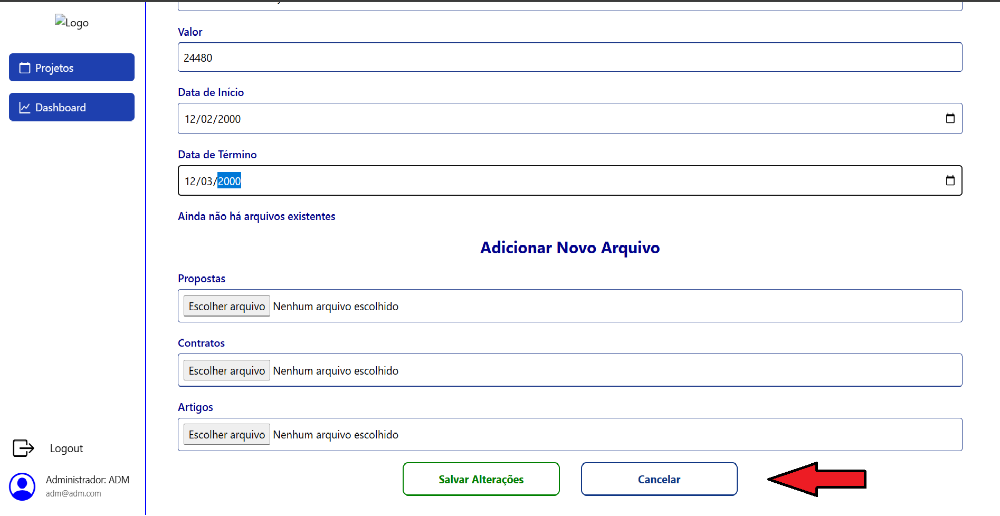 Logo
Projetos
Dashboard
Valor
24480
Data de Início
12/02/2000
Data de Término
12/03/2000
Ainda não há arquivos existentes
Adicionar Novo Arquivo
Propostas
Escolher arquivo Nenhum arquivo escolhido
Contratos
Escolher arquivo Nenhum arquivo escolhido
Artigos
Escolher arquivo Nenhum arquivo escolhido
Salvar Alterações
Cancelar
Logout
Administrador: ADM
adm@adm.com